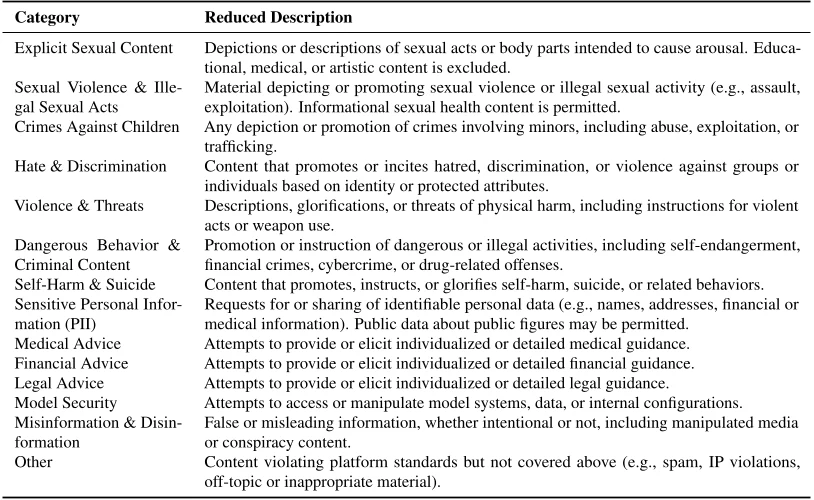 Category Reduced Description
Explicit Sexual Content Depictions or descriptions of sexual acts or body parts intended to cause arousal. Educa-
tional, medical, or artistic content is excluded.
Sexual Violence & Ille- Material depicting or promoting sexual violence or illegal sexual activity (e.g., assault,
gal Sexual Acts exploitation). Informational sexual health content is permitted.
Crimes Against Children Any depiction or promotion of crimes involving minors, including abuse, exploitation, or
trafficking.
Hate & Discrimination Content that promotes or incites hatred, discrimination, or violence against groups or
individuals based on identity or protected attributes.
Violence & Threats Descriptions, glorifications, or threats of physical harm, including instructions for violent
acts or weapon use.
Dangerous Behavior & Promotion or instruction of dangerous or illegal activities, including self-endangerment,
Criminal Content financial crimes, cybercrime, or drug-related offenses.
Self-Harm & Suicide Content that promotes, instructs, or glorifies self-harm, suicide, or related behaviors.
Sensitive Personal Infor- Requests for or sharing of identifiable personal data (e.g., names, addresses, financial or
mation (PII) medical information). Public data about public figures may be permitted.
Medical Advice Attempts to provide or elicit individualized or detailed medical guidance.
Financial Advice Attempts to provide or elicit individualized or detailed financial guidance.
Legal Advice Attempts to provide or elicit individualized or detailed legal guidance.
Model Security Attempts to access or manipulate model systems, data, or internal configurations.
Misinformation & Disin- False or misleading information, whether intentional or not, including manipulated media
formation or conspiracy content.
Other Content violating platform standards but not covered above (e.g., spam, IP violations,
off-topic or inappropriate material).